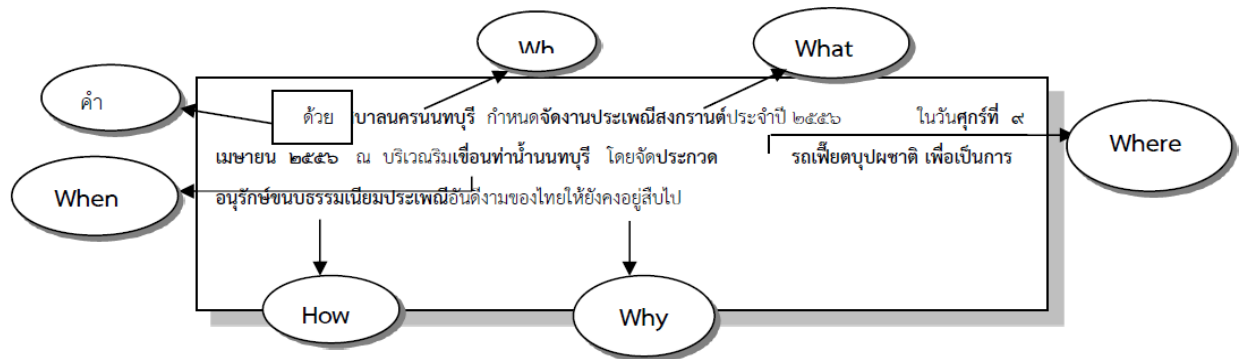 Wh
What
คำ
ด้วย บาลนครนนทบุรี กำหนดจัดงานประเพณีสงกรานต์ประจำปี ๒๕๕๖ ในวันศุกร์ที่ ๙
Where
เมษายน ๒๕๕๖ ณ บริเวณริมเขื่อนท่าน้ำนนทบุรี โดยจัดประกวด รถเฟี๊ยตบุปผชาติ เพื่อเป็นการ
When
อนุรักษ์ขนบธรรมเนียมประเพณีอันดีงามของไทยให้ยังคงอยู่สืบไป
How
Why